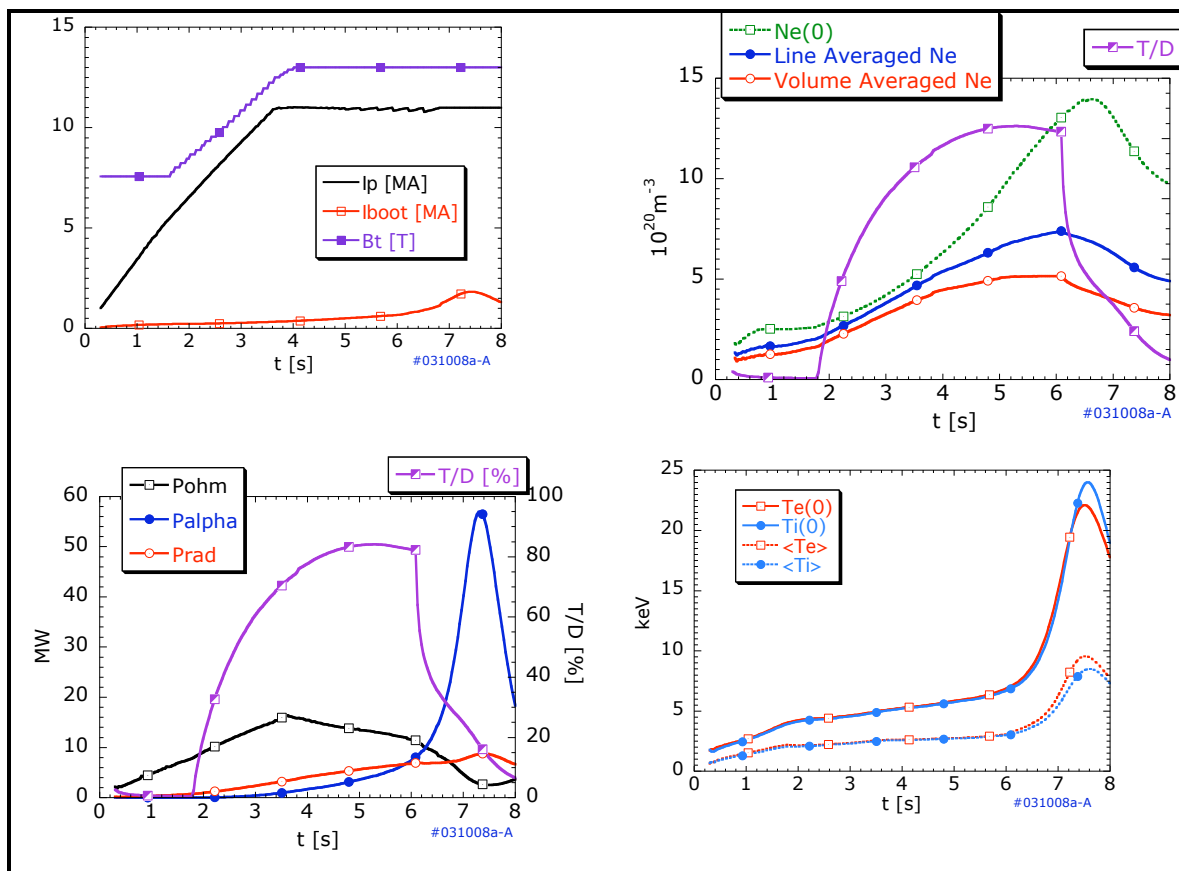 15
10
5
0
0 1 2 3 4 5 6 7 8
t [s]
Ip [MA]
Iboot [MA]
Bt [T]
#031008a-A
Ne(0)
Line Averaged Ne
Volume Averaged Ne
T/D
15
10
5
0
10²⁰m⁻³
0 1 2 3 4 5 6 7 8
t [s]
#031008a-A
Pohm
Palpha
Prad
T/D [%]
60
50
40
30
20
10
0
MW
100
80
60
40
20
0
T/D [%]
0 1 2 3 4 5 6 7 8
t [s]
#031008a-A
Te(0)
Ti(0)
<Te>
<Ti>
25
20
15
10
5
0
keV
0 1 2 3 4 5 6 7 8
t [s]
#031008a-A